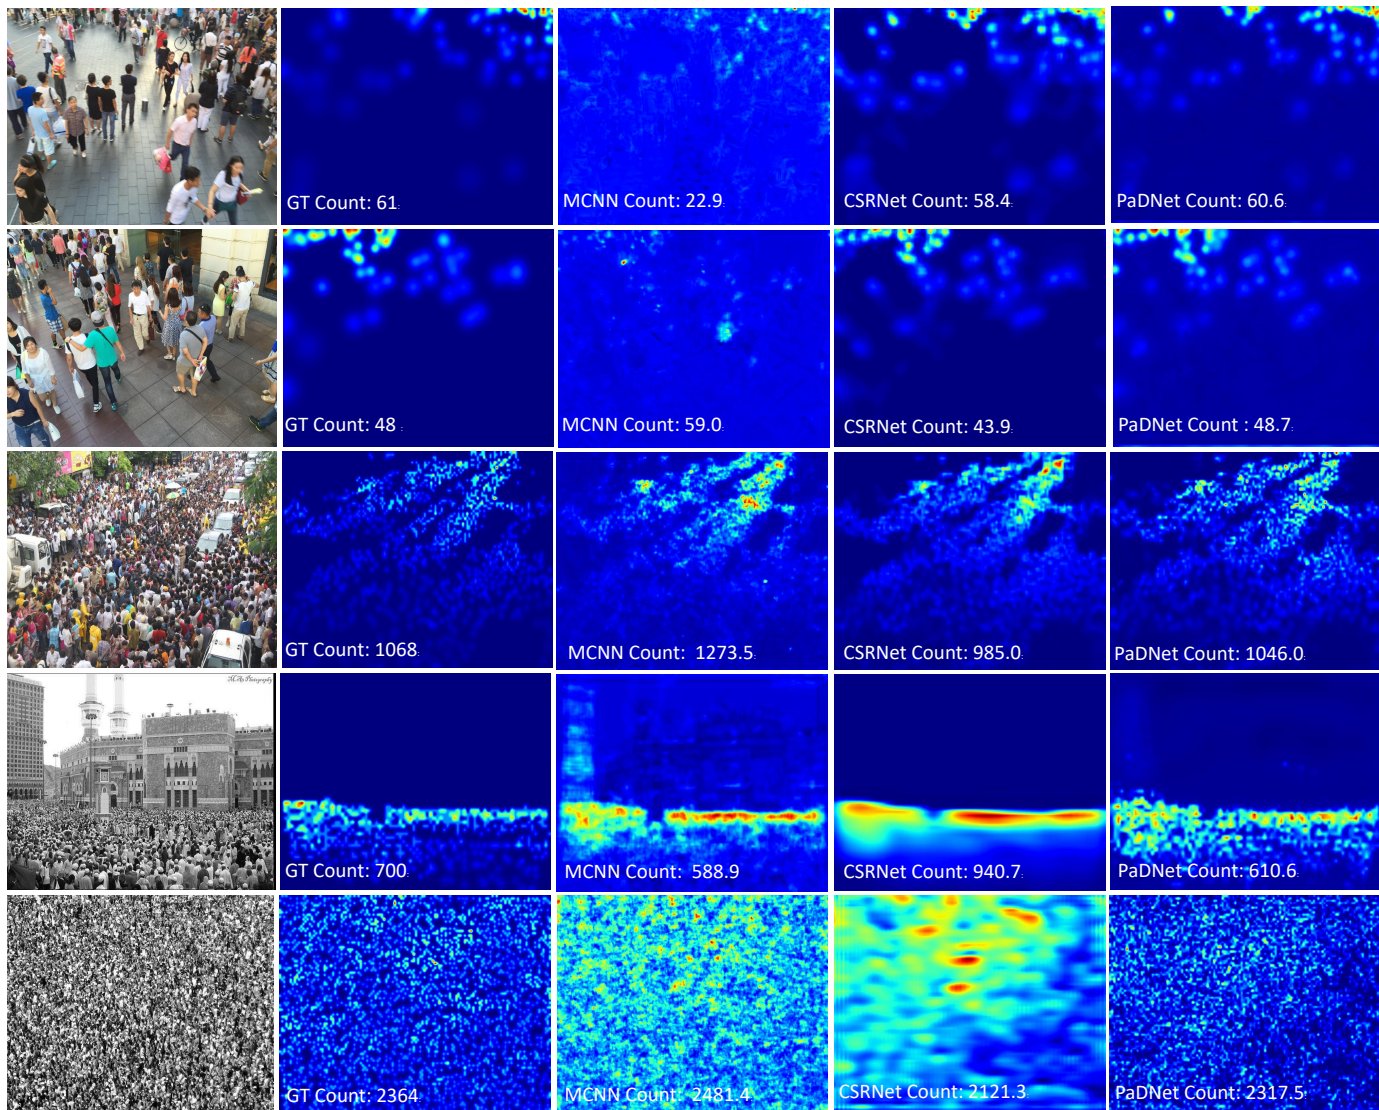 GT Count: 61
MCNN Count: 22.9
CSRNet Count: 58.4
PaDNet Count: 60.6
GT Count: 48
MCNN Count: 59.0
CSRNet Count: 43.9
PaDNet Count : 48.7
GT Count: 1068
MCNN Count: 1273.5
CSRNet Count: 985.0
PaDNet Count: 1046.0
GT Count: 700
MCNN Count: 588.9
CSRNet Count: 940.7
PaDNet Count: 610.6
GT Count: 2364
MCNN Count: 2481.4
CSRNet Count: 2121.3
PaDNet Count: 2317.5